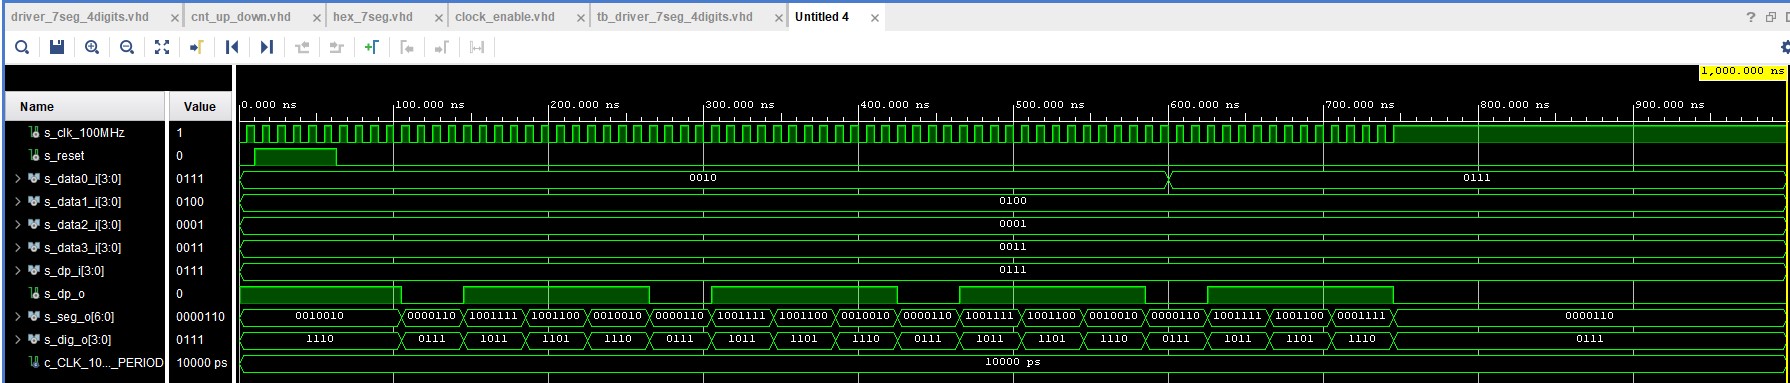 driver_7seg_4digits.vhd × cnt_up_down.vhd × hex_7seg.vhd × clock_enable.vhd × tb_driver_7seg_4digits.vhd × Untitled 4 × ?
1,000.000 ns
Name Value 0.000 ns 100.000 ns 200.000 ns 300.000 ns 400.000 ns 500.000 ns 600.000 ns 700.000 ns 800.000 ns 900.000 ns
s_clk_100MHz 1
s_reset 0
s_data0_i[3:0] 0111 0010 0111
s_data1_i[3:0] 0100 0100
s_data2_i[3:0] 0001 0001
s_data3_i[3:0] 0011 0011
s_dp_i[3:0] 0111 0111
s_dp_o 0
s_seg_o[6:0] 0000110 0010010 0000110 1001111 1001100 0010010 0000110 1001111 1001100 0010010 0000110 1001111 1001100 0010010 0000110 1001111 1001100 0001111 0000110
s_dig_o[3:0] 0111 1110 0111 1011 1101 1110 0111 1011 1101 1110 0111 1011 1101 1110 0111 1011 1101 1110 0111
c_CLK_10..._PERIOD 10000 ps 10000 ps